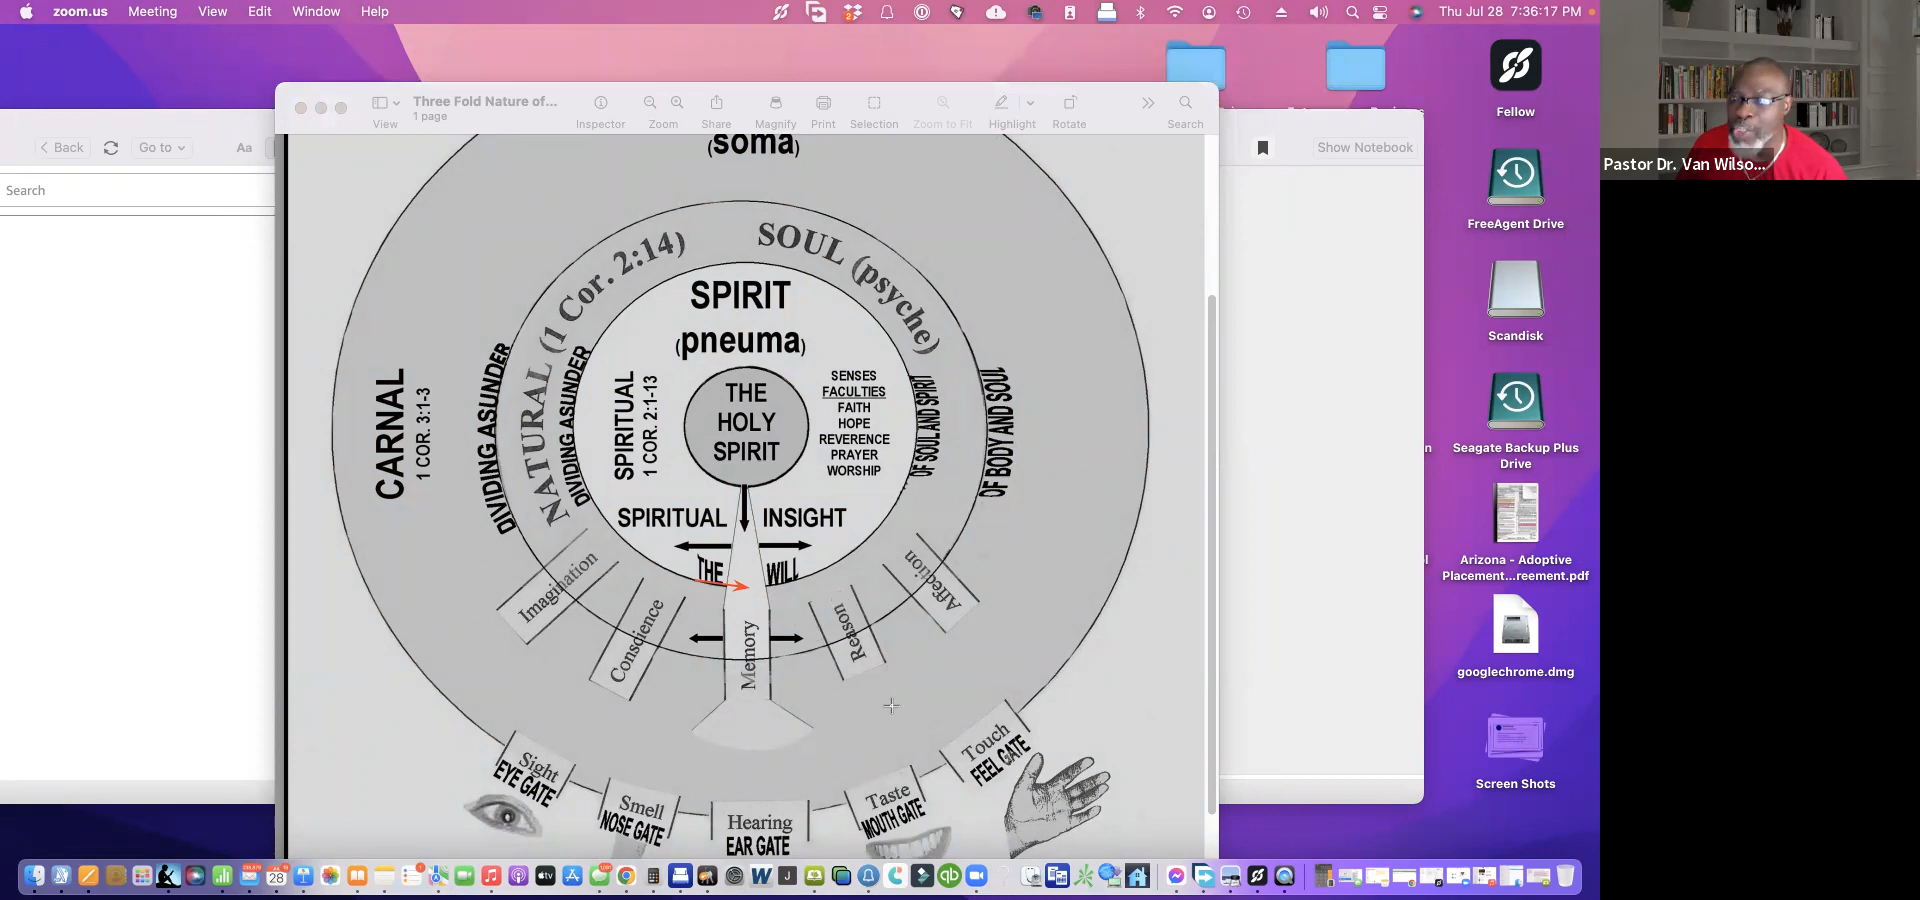 zoom.us Meeting View Edit Window Help
2
Thu Jul 28 7:36:17 PM
Three Fold Nature of...
1 page
View
Inspector
Zoom
Share
Magnify
Print
Selection
Zoom to Fit
Highlight
Rotate
Search
Back
Go to
Aa
Search
Show Notebook
Fellow
FreeAgent Drive
Scandisk
Seagate Backup Plus
Drive
Arizona - Adoptive
Placement...reement.pdf
googlechrome.dmg
Screen Shots
Pastor Dr. Van Wilso...
(soma)
NATURAL (1 Cor. 2:14)
SOUL (psyche)
SPIRIT
(pneuma)
CARNAL
1 COR. 3:1-3
DIVIDING ASUNDER
DIVIDING ASUNDER
SPIRITUAL
1 COR. 2:1-13
THE
HOLY
SPIRIT
SENSES
FACULTIES
FAITH
HOPE
REVERENCE
PRAYER
WORSHIP
OF SOUL AND SPIRIT
OF BODY AND SOUL
SPIRITUAL INSIGHT
THE WILL
Imagination
Conscience
Memory
Reason
Affection
Sight
EYE GATE
Smell
NOSE GATE
Hearing
EAR GATE
Taste
MOUTH GATE
Touch
FEEL GATE
28
tv
W
J
qb